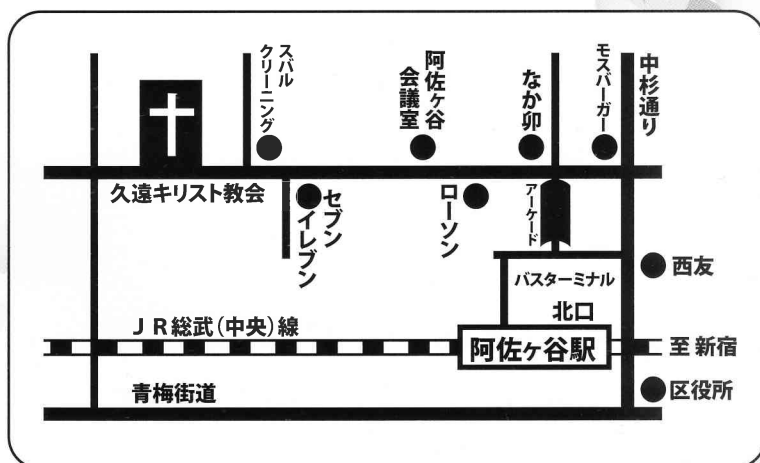 スバル
クリーニング
阿佐ヶ谷
会議室
なか卯
モスバーガー
中杉通り
久遠キリスト教会
セブン
イレブン
ローソン
アーケード
バスターミナル
西友
北口
JR総武(中央)線
阿佐ヶ谷駅
至 新宿
青梅街道
区役所